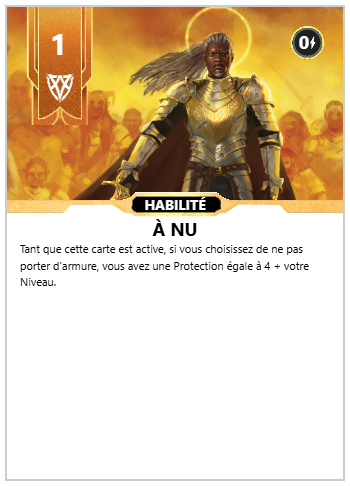 1
0
HABILITÉ
À NU
Tant que cette carte est active, si vous choisissez de ne pas
porter d'armure, vous avez une Protection égale à 4 + votre
Niveau.